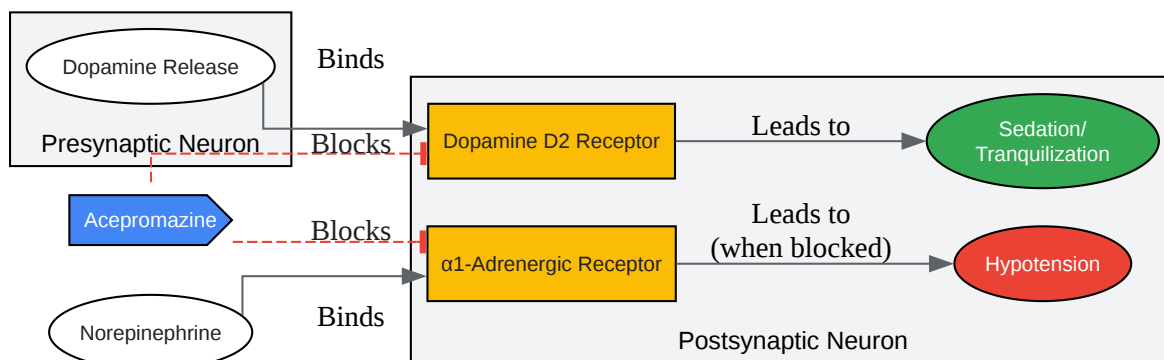 Dopamine Release
Binds
Presynaptic Neuron
Blocks
Dopamine D2 Receptor
Leads to
Sedation/
Tranquilization
Acepromazine
Blocks
α1-Adrenergic Receptor
Leads to
(when blocked)
Hypotension
Binds
Norepinephrine
Postsynaptic Neuron